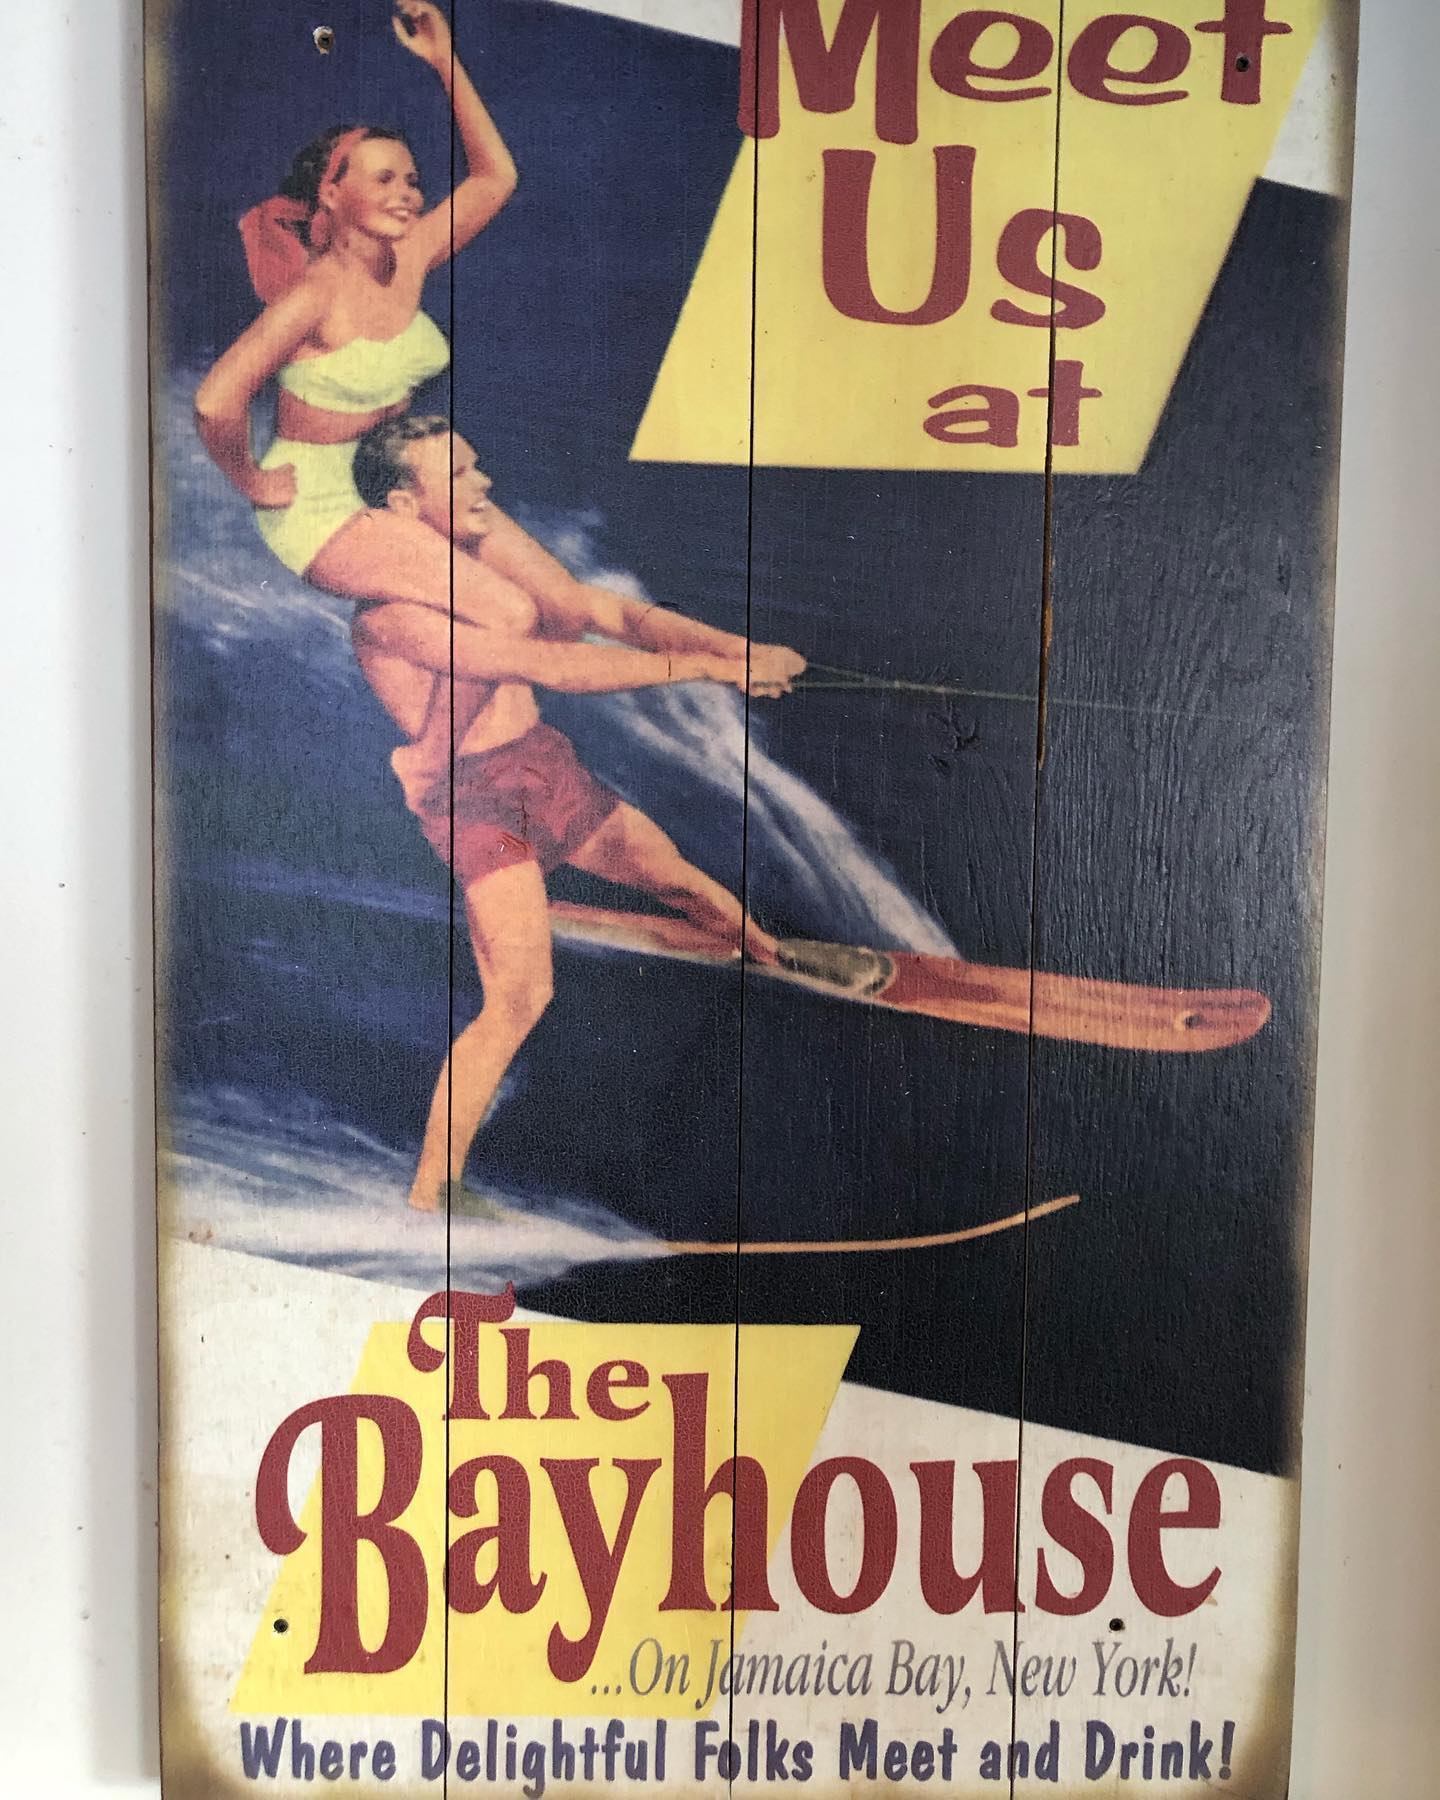 Meet
Us
at
The
Bayhouse
...On Jamaica Bay, New York!
Where Delightful Folks Meet and Drink!